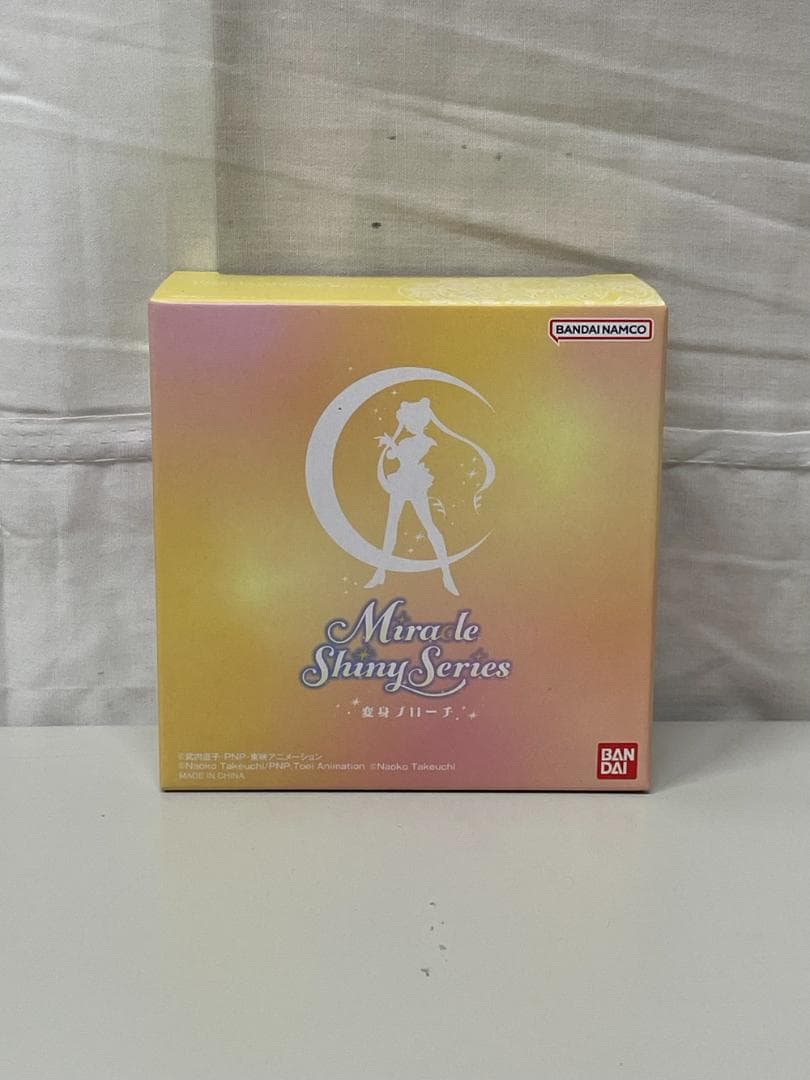 BANDAI NAMCO
Miracle
Shiny Series
変身ブローチ
©武内直子・PNP・東映アニメーション
©Naoko Takeuchi/PNP,Toei Animation ©Naoko Takeuchi
MADE IN CHINA
BAN
DAI